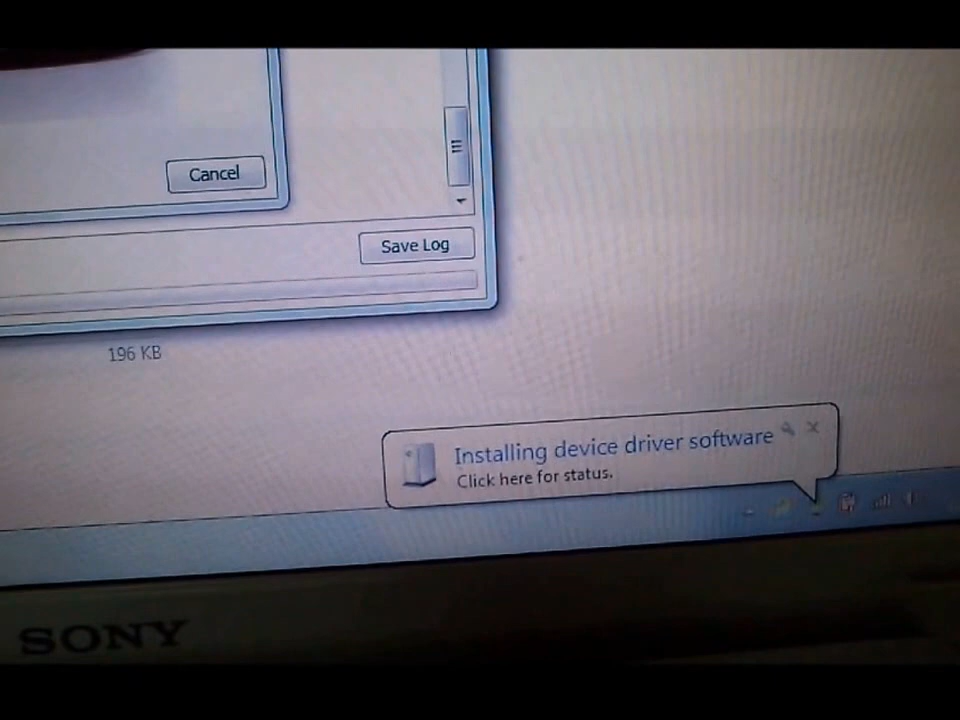 Cancel
Save Log
196 KB
Installing device driver software
Click here for status.
SONY